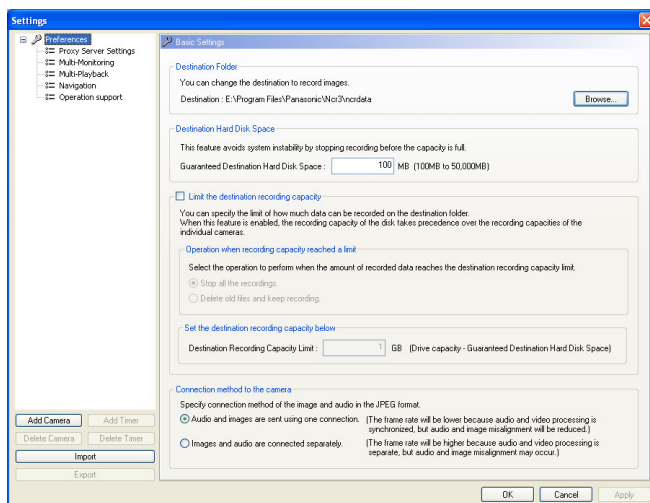 Settings
Preferences
Proxy Server Settings
Multi-Monitoring
Multi-Playback
Navigation
Operation support
Add Camera
Add Timer
Delete Camera
Delete Timer
Import
Export
Basic Settings
Destination Folder
You can change the destination to record images.
Destination : E:\Program Files\Panasonic\Ncr3\ncrdata
Browse...
Destination Hard Disk Space
This feature avoids system instability by stopping recording before the capacity is full.
Guaranteed Destination Hard Disk Space : 100 MB (100MB to 50,000MB)
Limit the destination recording capacity
You can specify the limit of how much data can be recorded on the destination folder.
When this feature is enabled, the recording capacity of the disk takes precedence over the recording capacities of the
individual cameras.
Operation when recording capacity reached a limit
Select the operation to perform when the amount of recorded data reaches the destination recording capacity limit.
Stop all the recordings.
Delete old files and keep recording.
Set the destination recording capacity below
Destination Recording Capacity Limit : 1 GB (Drive capacity - Guaranteed Destination Hard Disk Space)
Connection method to the camera
Specify connection method of the image and audio in the JPEG format.
Audio and images are sent using one connection. (The frame rate will be lower because audio and video processing is
synchronized, but audio and image misalignment will be reduced.)
Images and audio are connected separately. (The frame rate will be higher because audio and video processing is
separate, but audio and image misalignment may occur.)
OK
Cancel
Apply